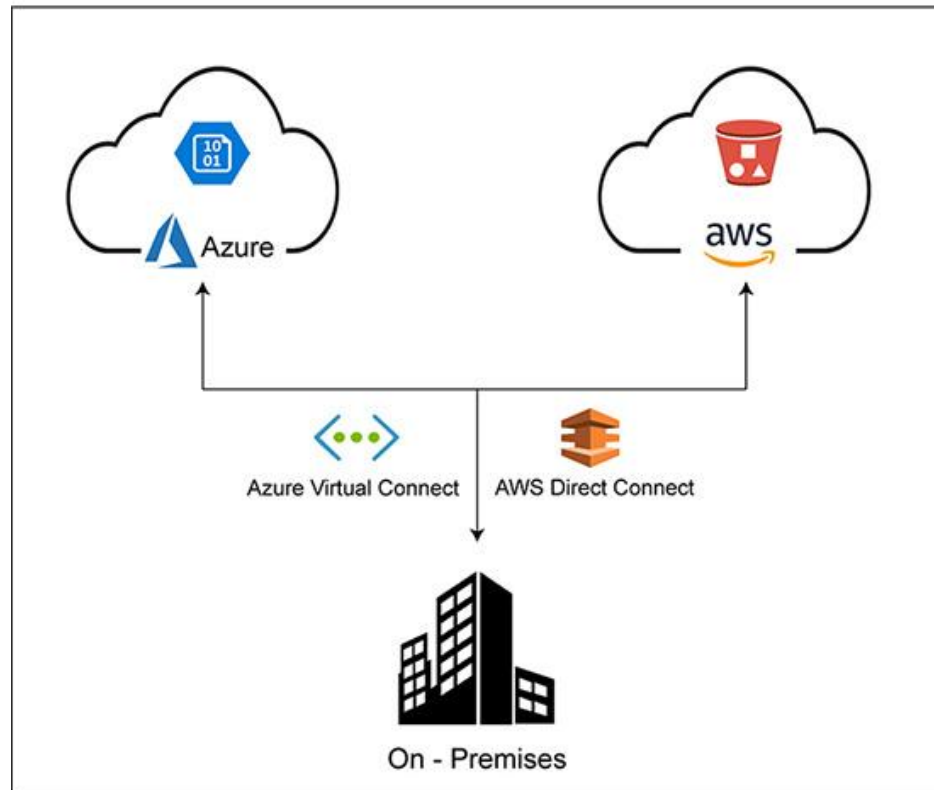 10
01
Azure
aws
Azure Virtual Connect
AWS Direct Connect
On - Premises